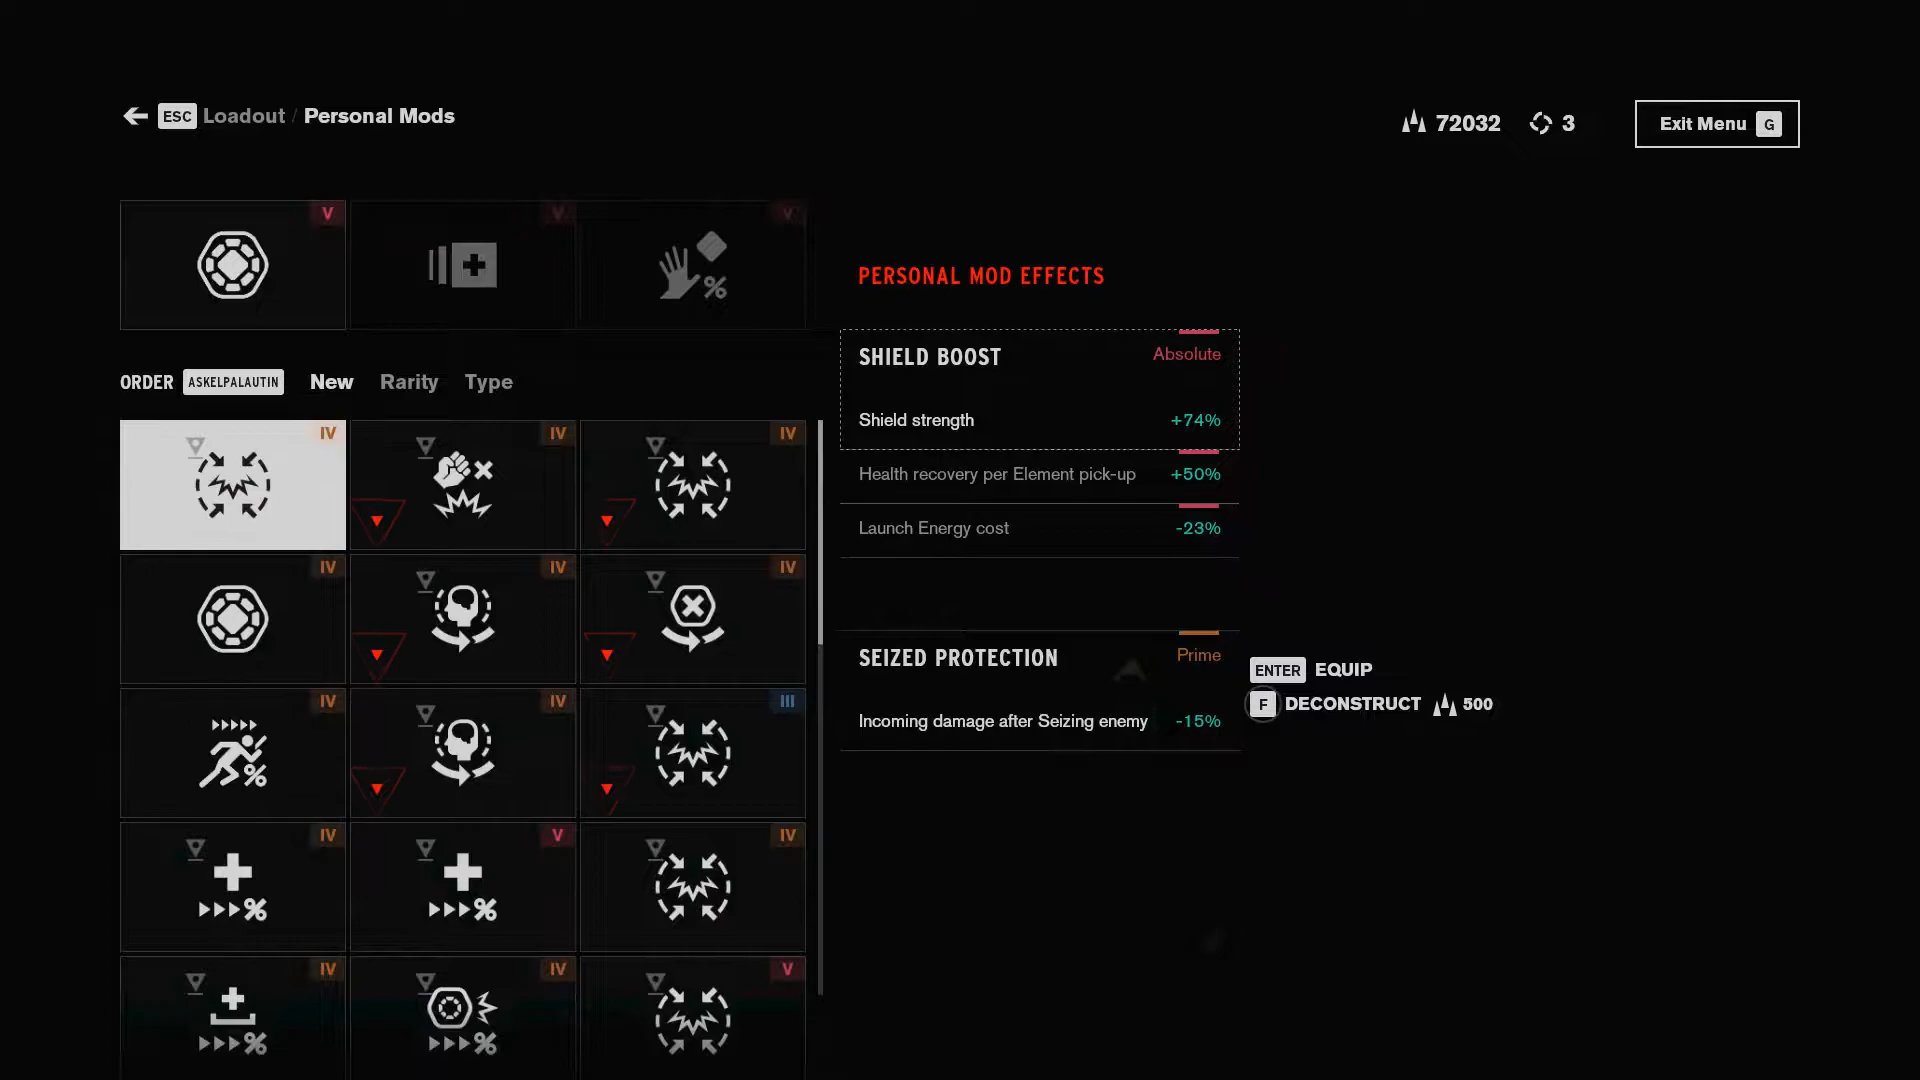 ESC Loadout / Personal Mods
72032
3
Exit Menu G
V
V
V
ORDER ASKELPALAUTIN New Rarity Type
IV
IV
IV
IV
IV
IV
IV
IV
III
%
IV
V
IV
%
%
IV
IV
V
%
%
PERSONAL MOD EFFECTS
SHIELD BOOST Absolute
Shield strength +74%
Health recovery per Element pick-up +50%
Launch Energy cost -23%
SEIZED PROTECTION Prime
Incoming damage after Seizing enemy -15%
ENTER EQUIP
F DECONSTRUCT 500